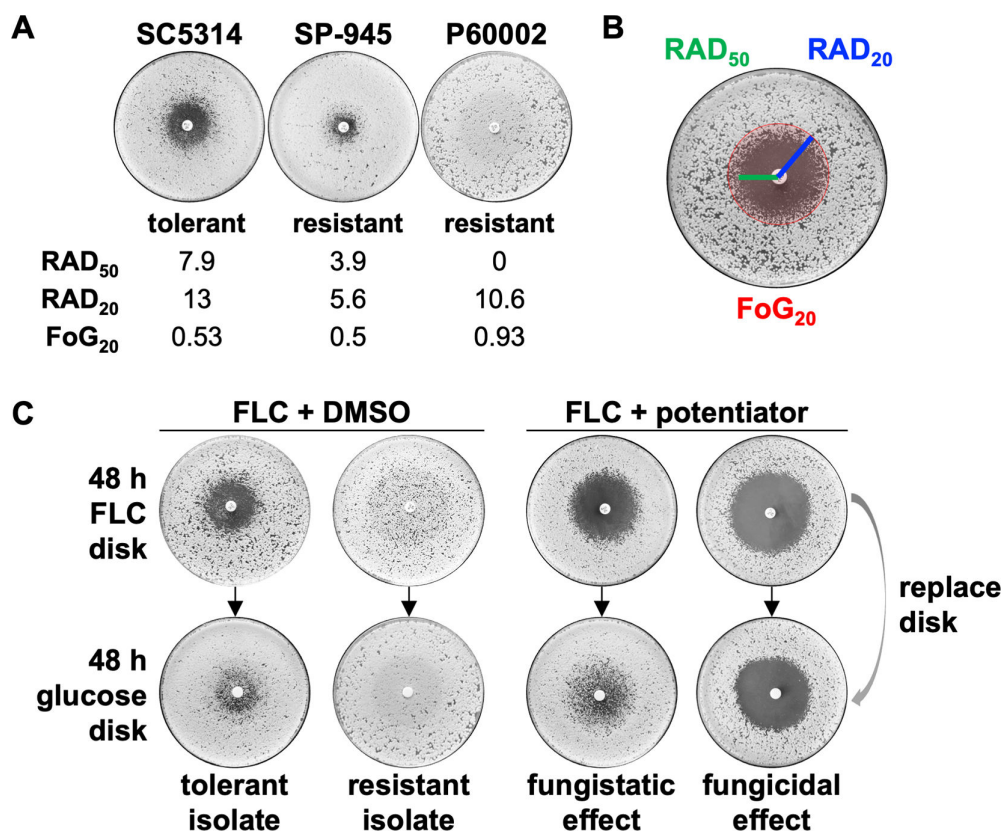 A
SC5314 SP-945 P60002
tolerant resistant resistant
RAD50 7.9 3.9 0
RAD20 13 5.6 10.6
FoG20 0.53 0.5 0.93
B
RAD50 RAD20
FoG20
C
FLC + DMSO FLC + potentiator
48 h
FLC
disk
replace
disk
48 h
glucose
disk
tolerant
isolate
resistant
isolate
fungistatic
effect
fungicidal
effect